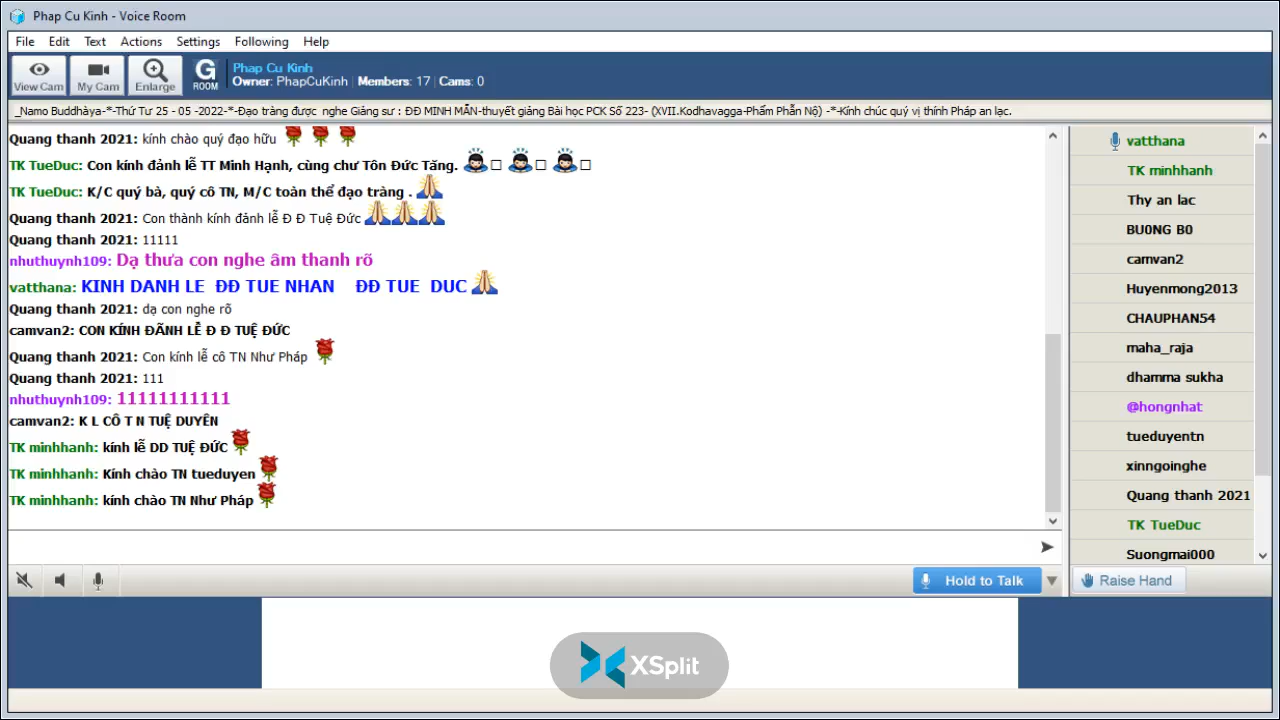 Phap Cu Kinh - Voice Room
File Edit Text Actions Settings Following Help
View Cam My Cam Enlarge G ROOM
Phap Cu Kinh
Owner: PhapCuKinh | Members: 17 | Cams: 0
_Namo Buddhàya-*-Thứ Tư 25 - 05 -2022-*-Đạo tràng được nghe Giảng sư : ĐĐ MINH MẪN-thuyết giảng Bài học PCK Số 223- (XVII.Kodhavagga-Phẩm Phẫn Nộ) -*-Kính chúc quý vị thính Pháp an lạc.
Quang thanh 2021: kính chào quý đạo hữu
TK TueDuc: Con kính đảnh lễ TT Minh Hạnh, cùng chư Tôn Đức Tăng.
TK TueDuc: K/C quý bà, quý cô TN, M/C toàn thể đạo tràng .
Quang thanh 2021: Con thành kính đảnh lễ Đ Đ Tuệ Đức
Quang thanh 2021: 11111
nhuthuynh109: Dạ thưa con nghe âm thanh rõ
vatthana: KINH DANH LE ĐĐ TUE NHAN ĐĐ TUE DUC
Quang thanh 2021: dạ con nghe rõ
camvan2: CON KÍNH ĐÃNH LỄ Đ Đ TUỆ ĐỨC
Quang thanh 2021: Con kính lễ cô TN Như Pháp
Quang thanh 2021: 111
nhuthuynh109: 11111111111
camvan2: K L CÔ T N TUỆ DUYÊN
TK minhhanh: kính lễ DD TUỆ ĐỨC
TK minhhanh: Kính chào TN tueduyen
TK minhhanh: kính chào TN Như Pháp
vatthana
TK minhhanh
Thy an lac
BU0NG B0
camvan2
Huyenmong2013
CHAUPHAN54
maha_raja
dhamma sukha
@hongnhat
tueduyentn
xinngoinghe
Quang thanh 2021
TK TueDuc
Suongmai000
Hold to Talk
Raise Hand
XSplit